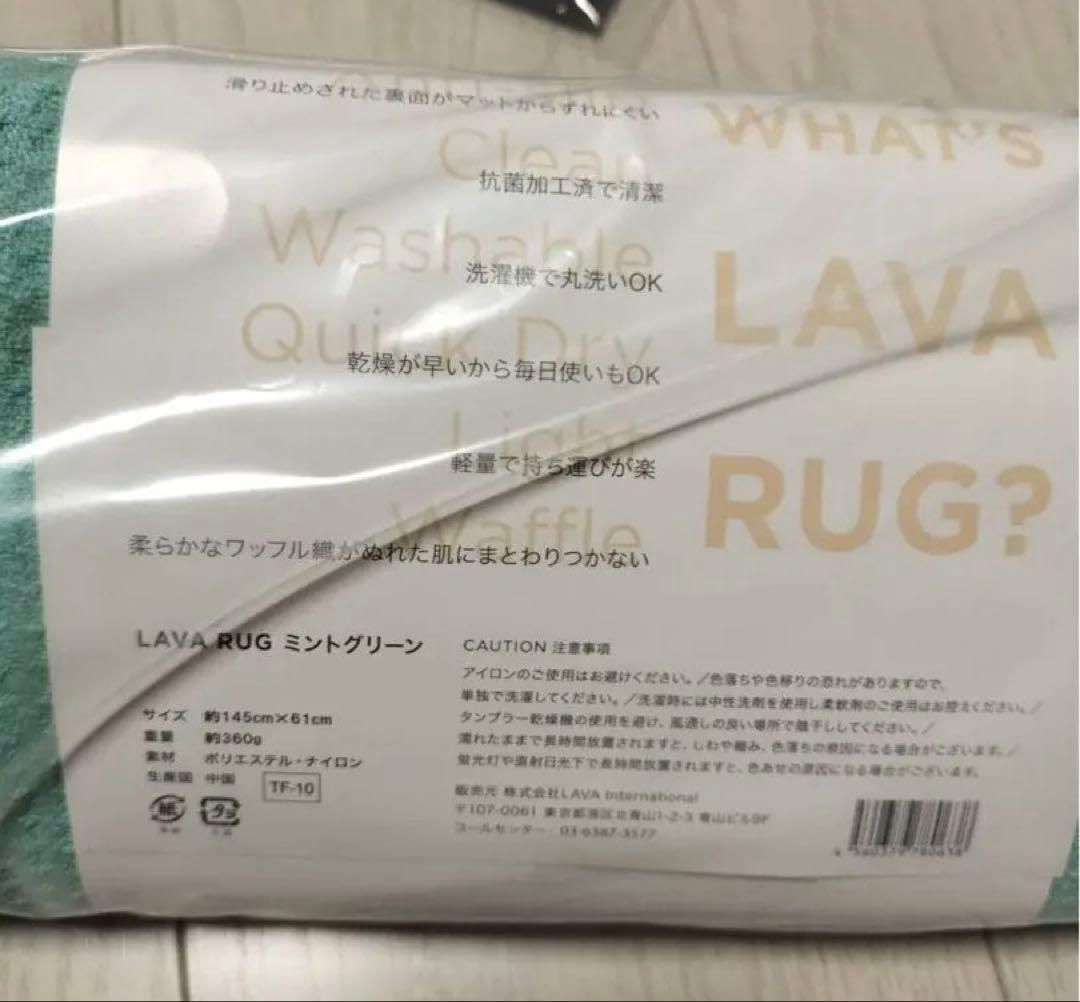 WHAT'S
LAVA
RUG?
滑り止めされた裏面がマットからずれにくい
Clean
抗菌加工済で清潔
Washable
洗濯機で丸洗いOK
Quick Dry
乾燥が早いから毎日使いもOK
Light
軽量で持ち運びが楽
Waffle
柔らかなワッフル織がぬれた肌にまとわりつかない
LAVA RUG ミントグリーン
サイズ 約145cm×61cm
重量 約360g
素材 ポリエステル・ナイロン
生産国 中国
TF-10
紙
プラ
CAUTION 注意事項
アイロンのご使用はお避けください。/色落ちや色移りの恐れがありますので、
単独で洗濯してください。/洗濯時には中性洗剤を使用し柔軟剤のご使用はお控えください。/
タンブラー乾燥機の使用を避け、風通しの良い場所で陰干ししてください。/
濡れたままで長時間放置されますと、しわや縮み、色落ちの原因になる場合がございます。/
蛍光灯や直射日光下で長時間放置されますと、色あせの原因になる場合がございます。
販売元 株式会社LAVA International
〒107-0061 東京都港区北青山1-2-3 青山ビル9F
コールセンター 03-6387-3577